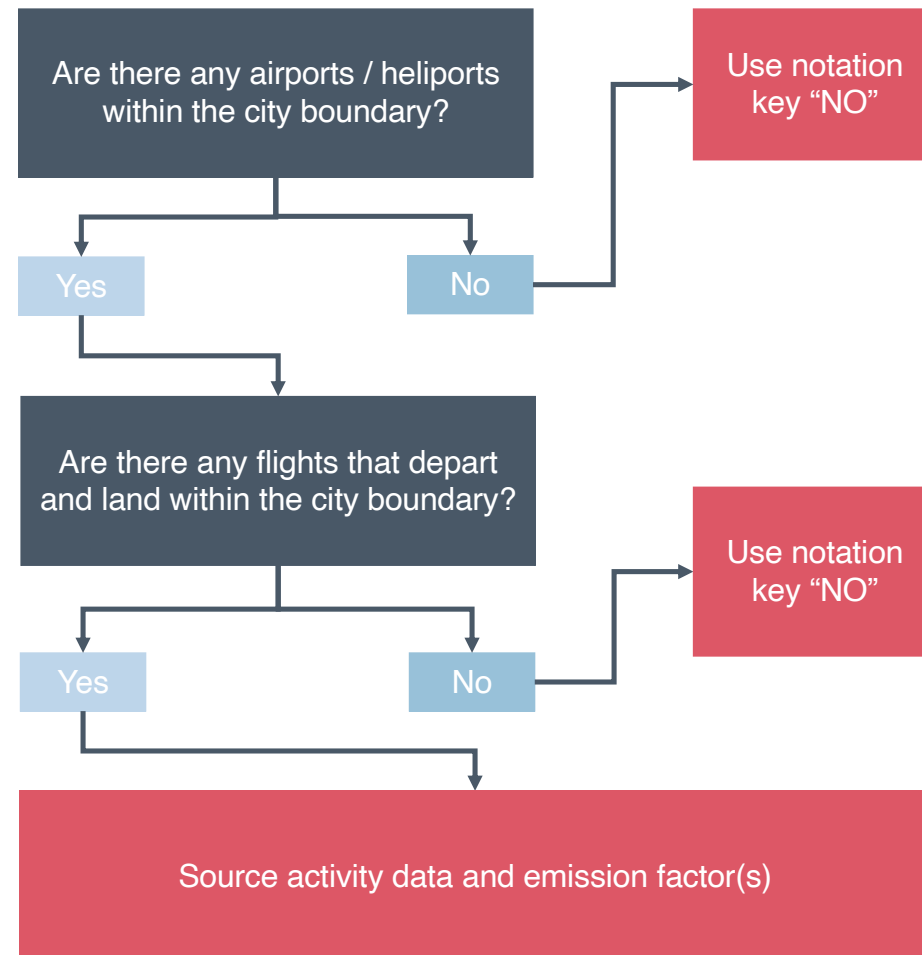 Are there any airports / heliports
within the city boundary?
Use notation
key “NO”
Yes
No
Are there any flights that depart
and land within the city boundary?
Use notation
key “NO”
Yes
No
Source activity data and emission factor(s)